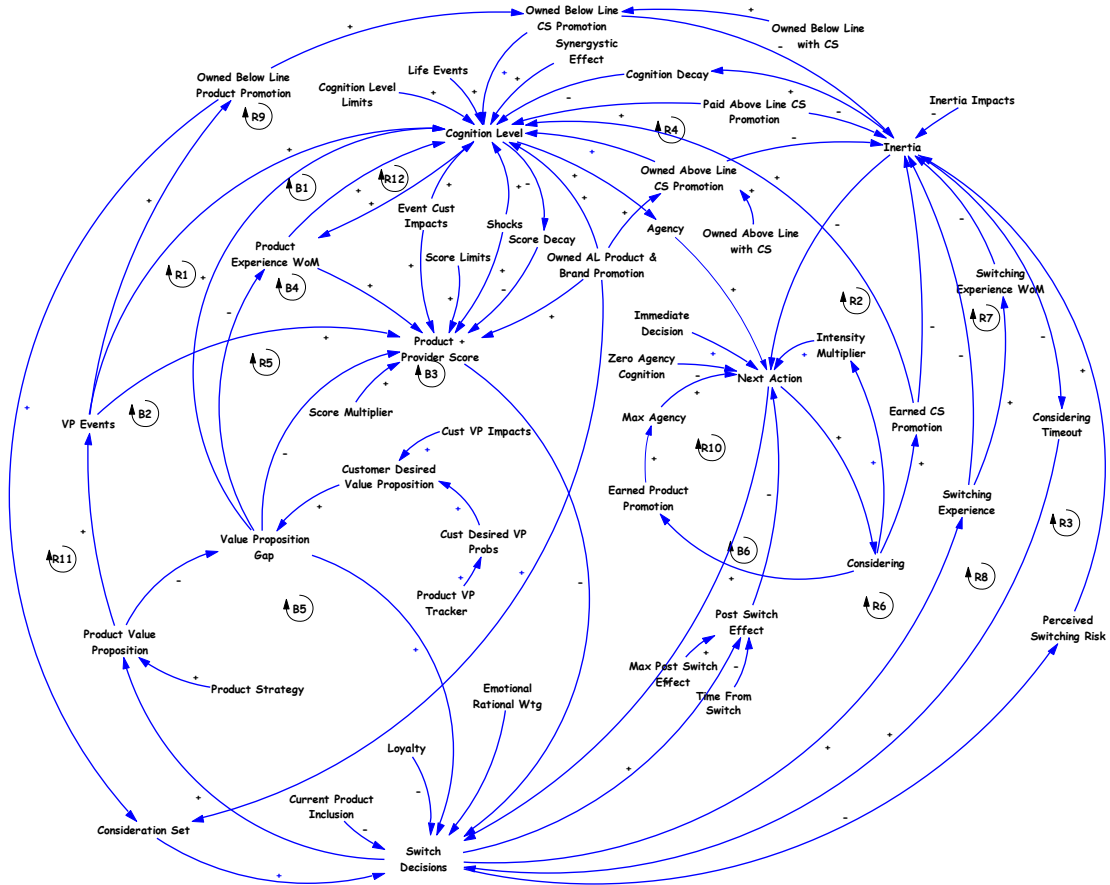 Owned Below Line
CS Promotion
Owned Below Line
with CS
Synergystic
Effect
Life Events
Cognition Decay
Owned Below Line
Product Promotion
Cognition Level
Limits
Paid Above Line CS
Promotion
Inertia Impacts
R9
Cognition Level
R4
Inertia
Owned Above Line
CS Promotion
R12
B1
Event Cust
Impacts
Shocks
Agency
Owned Above Line
with CS
Score Decay
Product
Experience WoM
Score Limits
Owned AL Product &
Brand Promotion
R1
B4
Switching
Experience WoM
R2
R7
Immediate
Decision
Intensity
Multiplier
Product
Provider Score
R5
B3
Zero Agency
Cognition
Next Action
Score Multiplier
B2
VP Events
Max Agency
Earned CS
Promotion
Considering
Timeout
Cust VP Impacts
R10
Customer Desired
Value Proposition
Earned Product
Promotion
Switching
Experience
R3
Value Proposition
Gap
Cust Desired VP
Probs
B6
R11
Considering
R8
Product VP
Tracker
B5
R6
Product Value
Proposition
Post Switch
Effect
Perceived
Switching Risk
Max Post Switch
Effect
Product Strategy
Emotional
Rational Wtg
Time From
Switch
Loyalty
Current Product
Inclusion
Consideration Set
Switch
Decisions